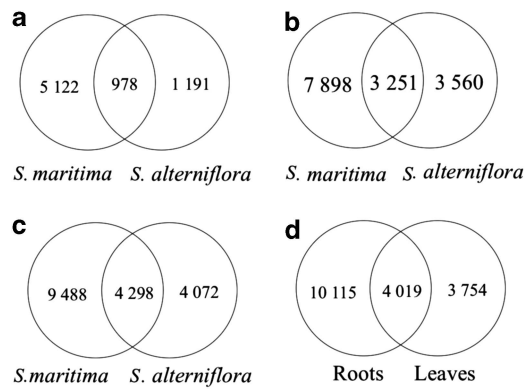 a b
5 122 978 1 191 7 898 3 251 3 560
S. maritima S. alterniflora S. maritima S. alterniflora
c d
9 488 4 298 4 072 10 115 4 019 3 754
S.maritima S. alterniflora Roots Leaves